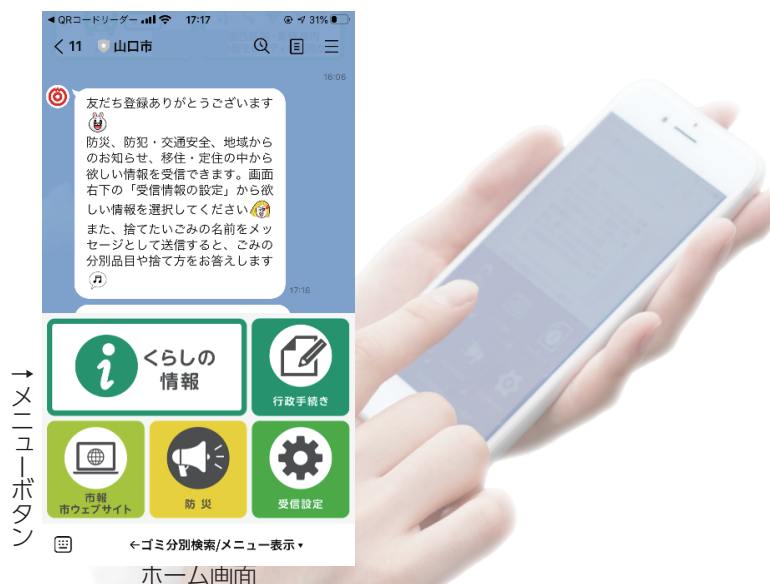 ◀ QRコードリーダー 17:17 31%
11 山口市
16:06
友だち登録ありがとうございます
防災、防犯・交通安全、地域から
のお知らせ、移住・定住の中から
欲しい情報を受信できます。画面
右下の「受信情報の設定」から欲
しい情報を選択してください
また、捨てたいごみの名前をメッ
セージとして送信すると、ごみの
分別品目や捨て方をお答えします
17:16
くらしの
情報
行政手続き
市報
市ウェブサイト
防 災
受信設定
←ゴミ分別検索/メニュー表示▾
→メニューボタン
ホーム画面